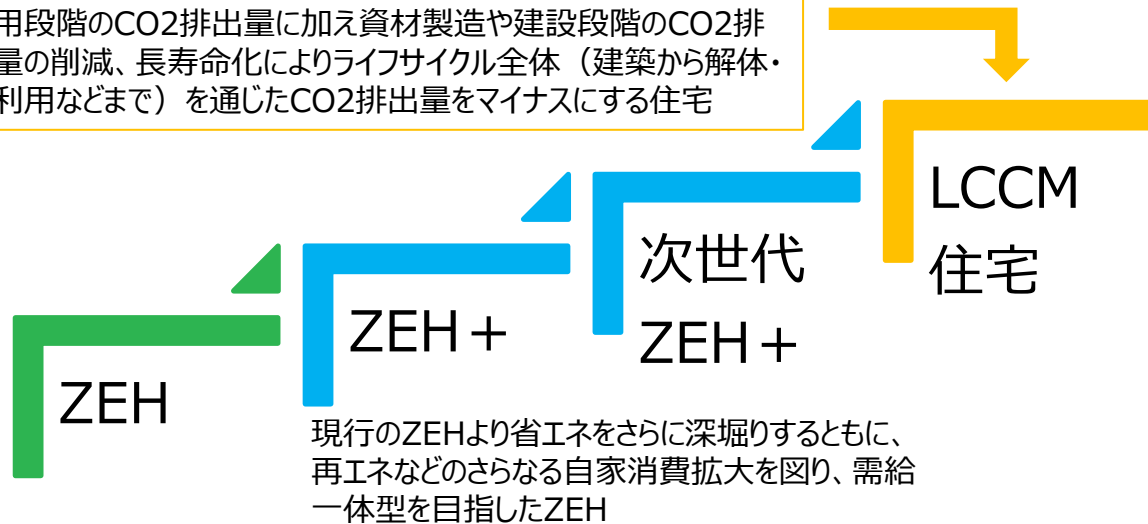 用段階のCO2排出量に加え資材製造や建設段階のCO2排
量の削減、長寿命化によりライフサイクル全体（建築から解体・
利用などまで）を通じたCO2排出量をマイナスにする住宅
LCCM
住宅
次世代
ZEH＋
ZEH＋
ZEH
現行のZEHより省エネをさらに深堀りするともに、
再エネなどのさらなる自家消費拡大を図り、需給
一体型を目指したZEH